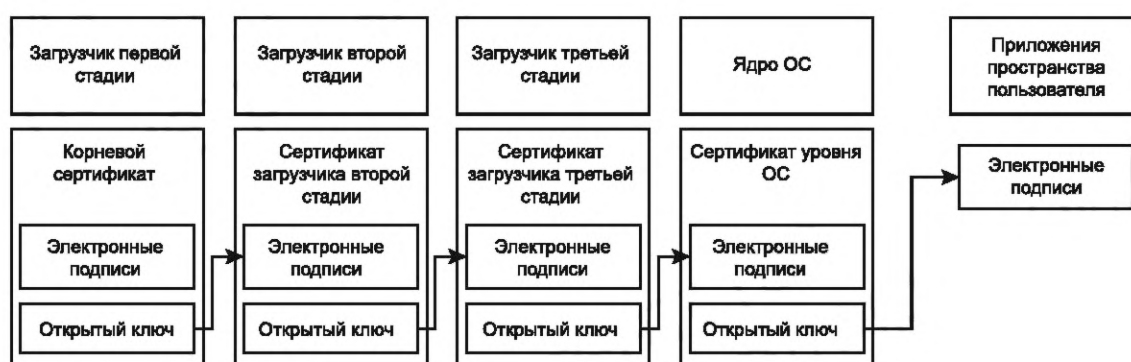 Загрузчик первой
стадии
Загрузчик второй
стадии
Загрузчик третьей
стадии
Ядро ОС
Приложения
пространства
пользователя
Корневой
сертификат
Электронные
подписи
Открытый ключ
Сертификат
загрузчика второй
стадии
Электронные
подписи
Открытый ключ
Сертификат
загрузчика третьей
стадии
Электронные
подписи
Открытый ключ
Сертификат уровня
ОС
Электронные
подписи
Открытый ключ
Электронные
подписи